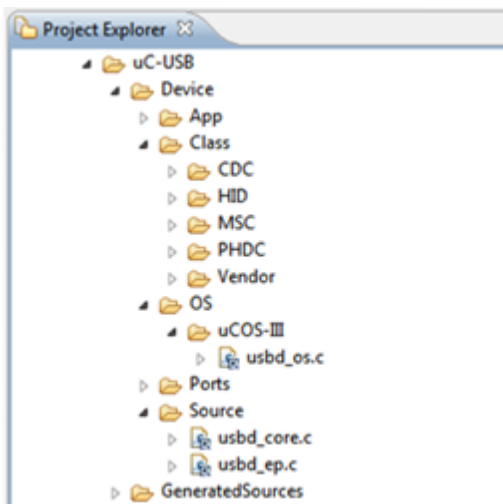 Project Explorer
uC-USB
Device
App
Class
CDC
HID
MSC
PHDC
Vendor
OS
uCOS-III
usbd_os.c
Ports
Source
usbd_core.c
usbd_ep.c
GeneratedSources